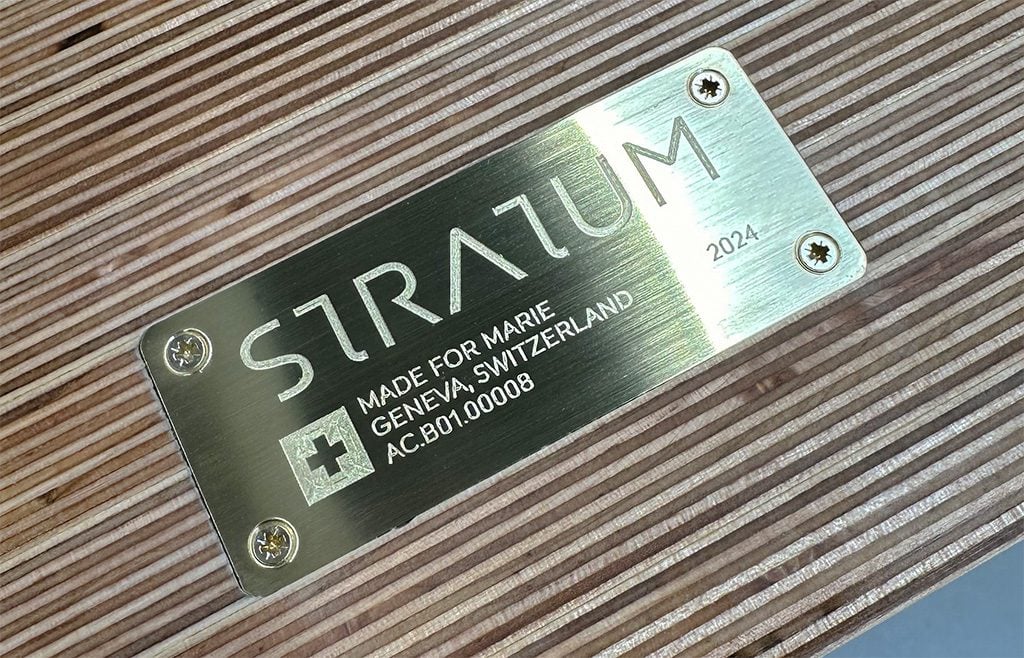 STRATUM
2024
MADE FOR MARIE
GENEVA, SWITZERLAND
AC.B01.00008